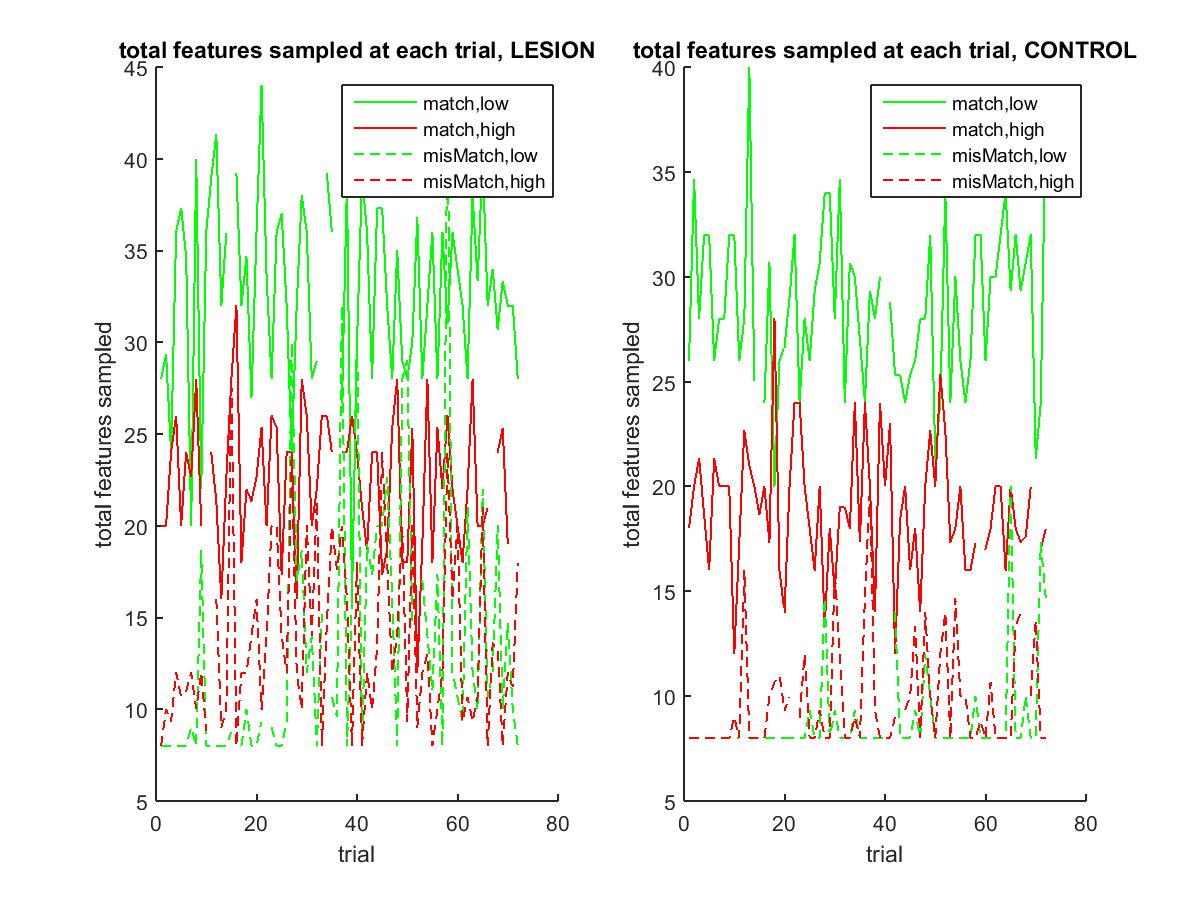 total features sampled at each trial, LESION
45
40
35
30
25
20
15
10
5
total features sampled
0
20
40
60
80
trial
match,low
match,high
misMatch,low
misMatch,high
total features sampled at each trial, CONTROL
40
35
30
25
20
15
10
5
total features sampled
0
20
40
60
80
trial
match,low
match,high
misMatch,low
misMatch,high